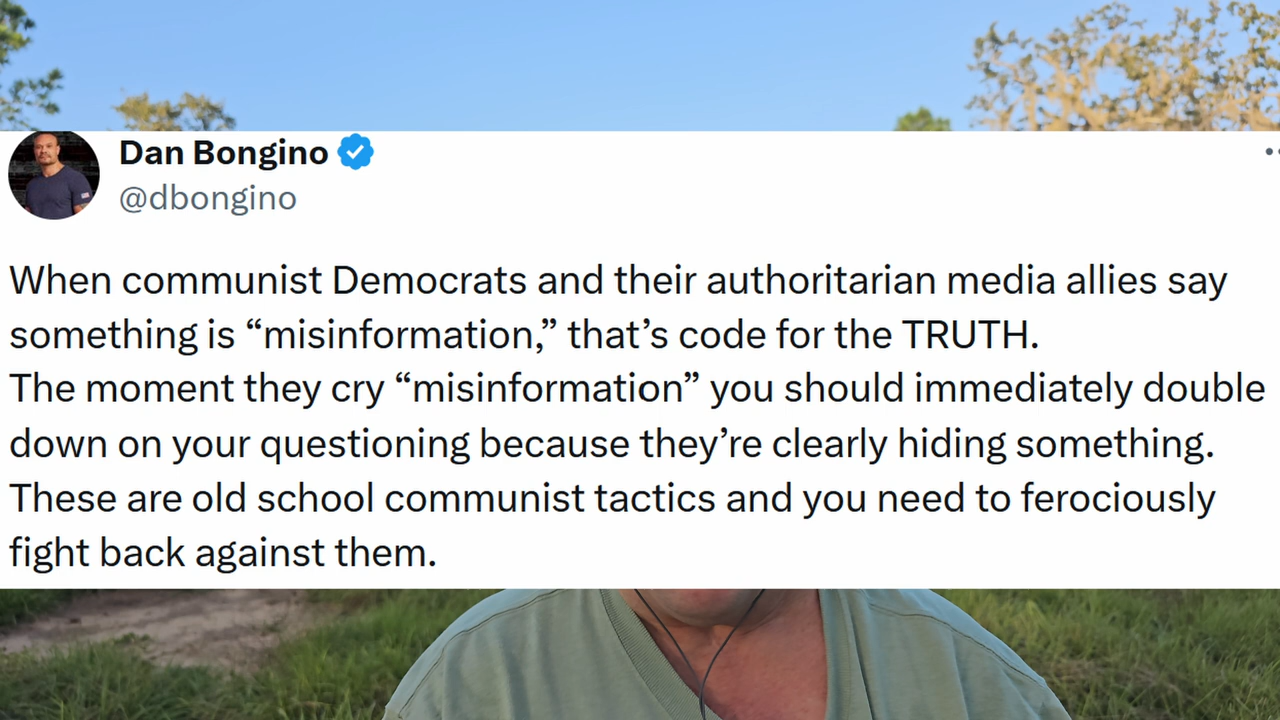 Dan Bongino
@dbongino
When communist Democrats and their authoritarian media allies say
something is “misinformation,” that’s code for the TRUTH.
The moment they cry “misinformation” you should immediately double
down on your questioning because they’re clearly hiding something.
These are old school communist tactics and you need to ferociously
fight back against them.